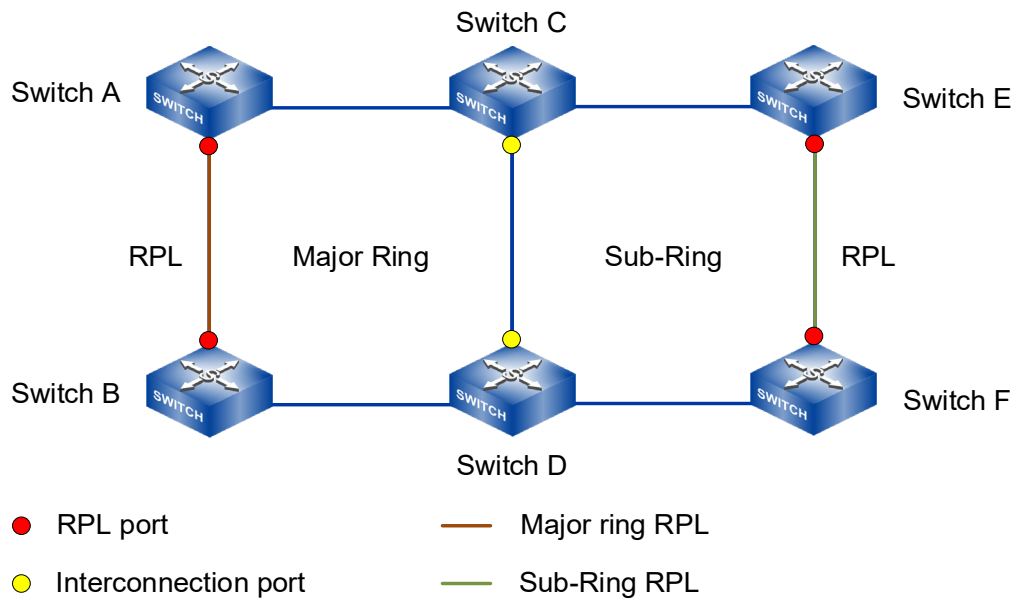 Switch C
Switch A
SWITCH
SWITCH
SWITCH
Switch E
RPL
Major Ring
Sub-Ring
RPL
Switch B
SWITCH
SWITCH
SWITCH
Switch F
Switch D
RPL port
Major ring RPL
Interconnection port
Sub-Ring RPL